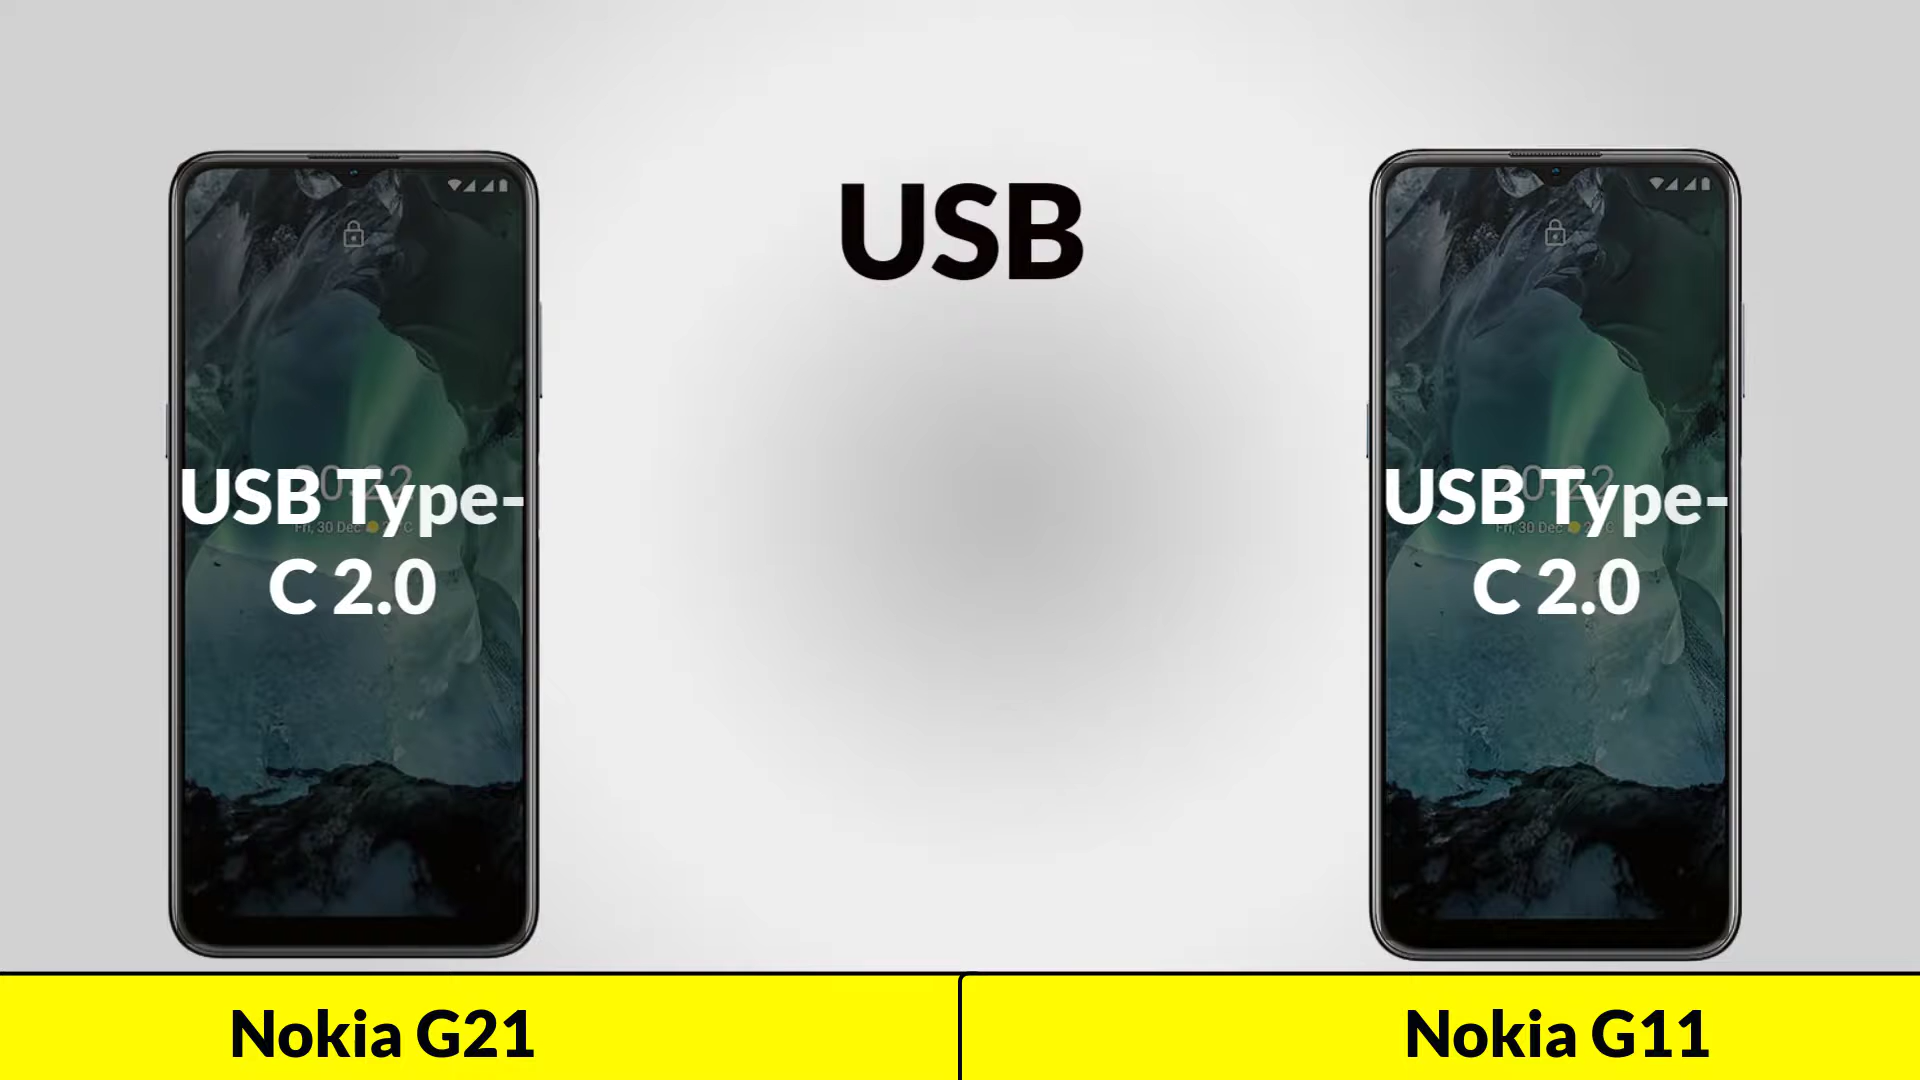 USB
USB Type-
C 2.0
USB Type-
C 2.0
Nokia G21
Nokia G11